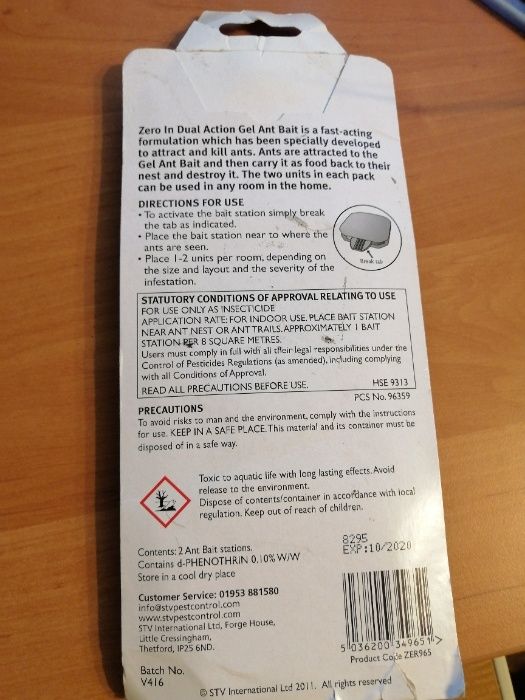 Zero In Dual Action Gel Ant Bait is a fast-acting
formulation which has been specially developed
to attract and kill ants. Ants are attracted to the
Gel Ant Bait and then carry it as food back to their
nest and destroy it. The two units in each pack
can be used in any room in the home.
DIRECTIONS FOR USE
• To activate the bait station simply break
the tab as indicated.
• Place the bait station near to where the
ants are seen.
• Place 1-2 units per room, depending on
the size and layout and the severity of the
infestation.
Break tab
STATUTORY CONDITIONS OF APPROVAL RELATING TO USE
FOR USE ONLY AS INSECTICIDE
APPLICATION RATE: FOR INDOOR USE. PLACE BAIT STATION
NEAR ANT NEST OR ANT TRAILS. APPROXIMATELY 1 BAIT
STATION PER 8 SQUARE METRES.
Users must comply in full with all their legal responsibilities under the
Control of Pesticides Regulations (as amended), including complying
with all Conditions of Approval.
READ ALL PRECAUTIONS BEFORE USE. HSE 9313
PCS No. 96359
PRECAUTIONS
To avoid risks to man and the environment, comply with the instructions
for use. KEEP IN A SAFE PLACE. This material and its container must be
disposed of in a safe way.
Toxic to aquatic life with long lasting effects. Avoid
release to the environment.
Dispose of contents/container in accordance with local
regulation. Keep out of reach of children.
Contents: 2 Ant Bait stations.
Contains d-PHENOTHRIN 0.10% W/W
Store in a cool dry place
8295
EXP:10/2020
Customer Service: 01953 881580
info@stvpestcontrol.com
www.stvpestcontrol.com
STV International Ltd, Forge House,
Little Cressingham,
Thetford, IP25 6ND.
5 036200 349651 >
Product Code ZER965
Batch No.
V416
© STV International Ltd 2011. All rights reserved